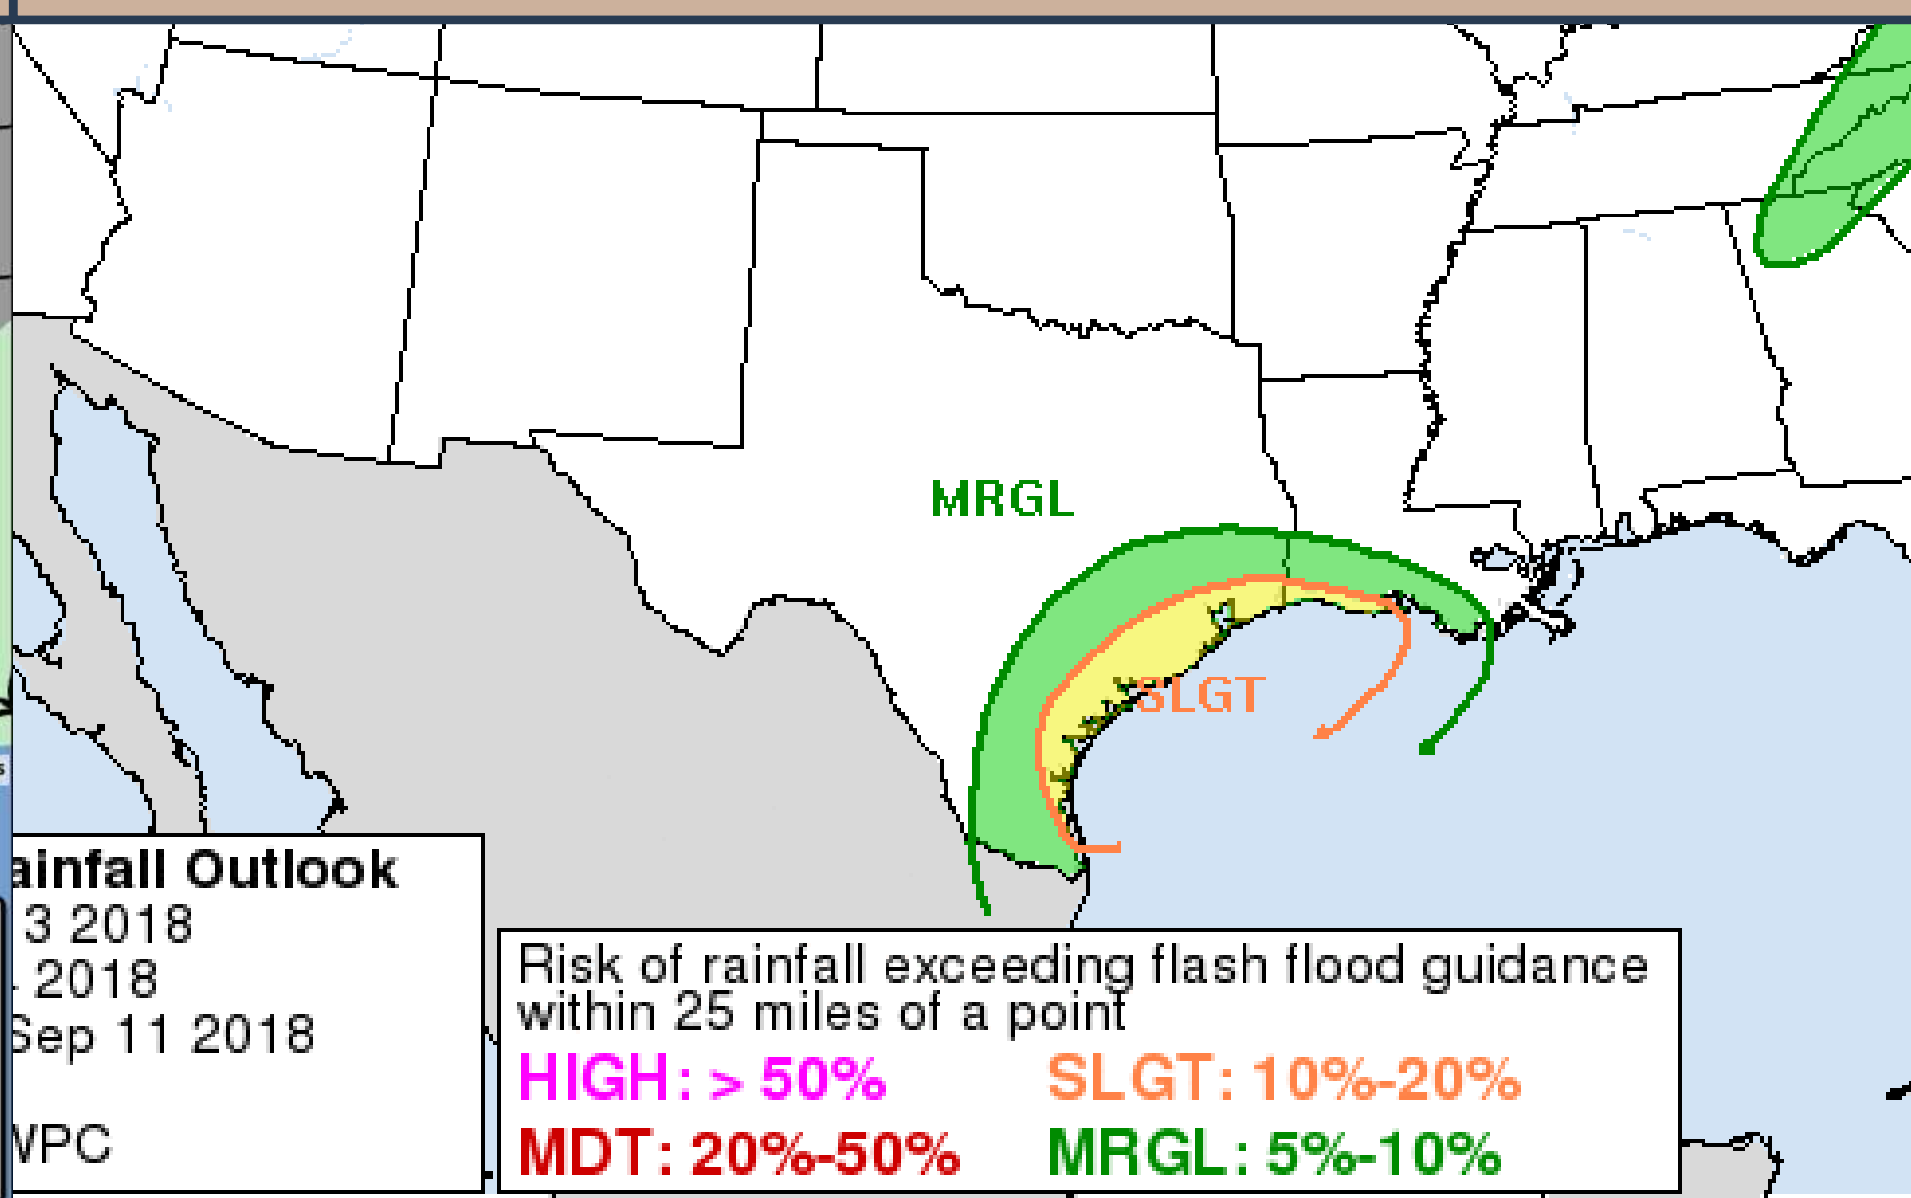 MRGL
SLGT
ainfall Outlook
3 2018
2018
Sep 11 2018
WPC
Risk of rainfall exceeding flash flood guidance
within 25 miles of a point
HIGH: > 50%
SLGT: 10%-20%
MDT: 20%-50%
MRGL: 5%-10%